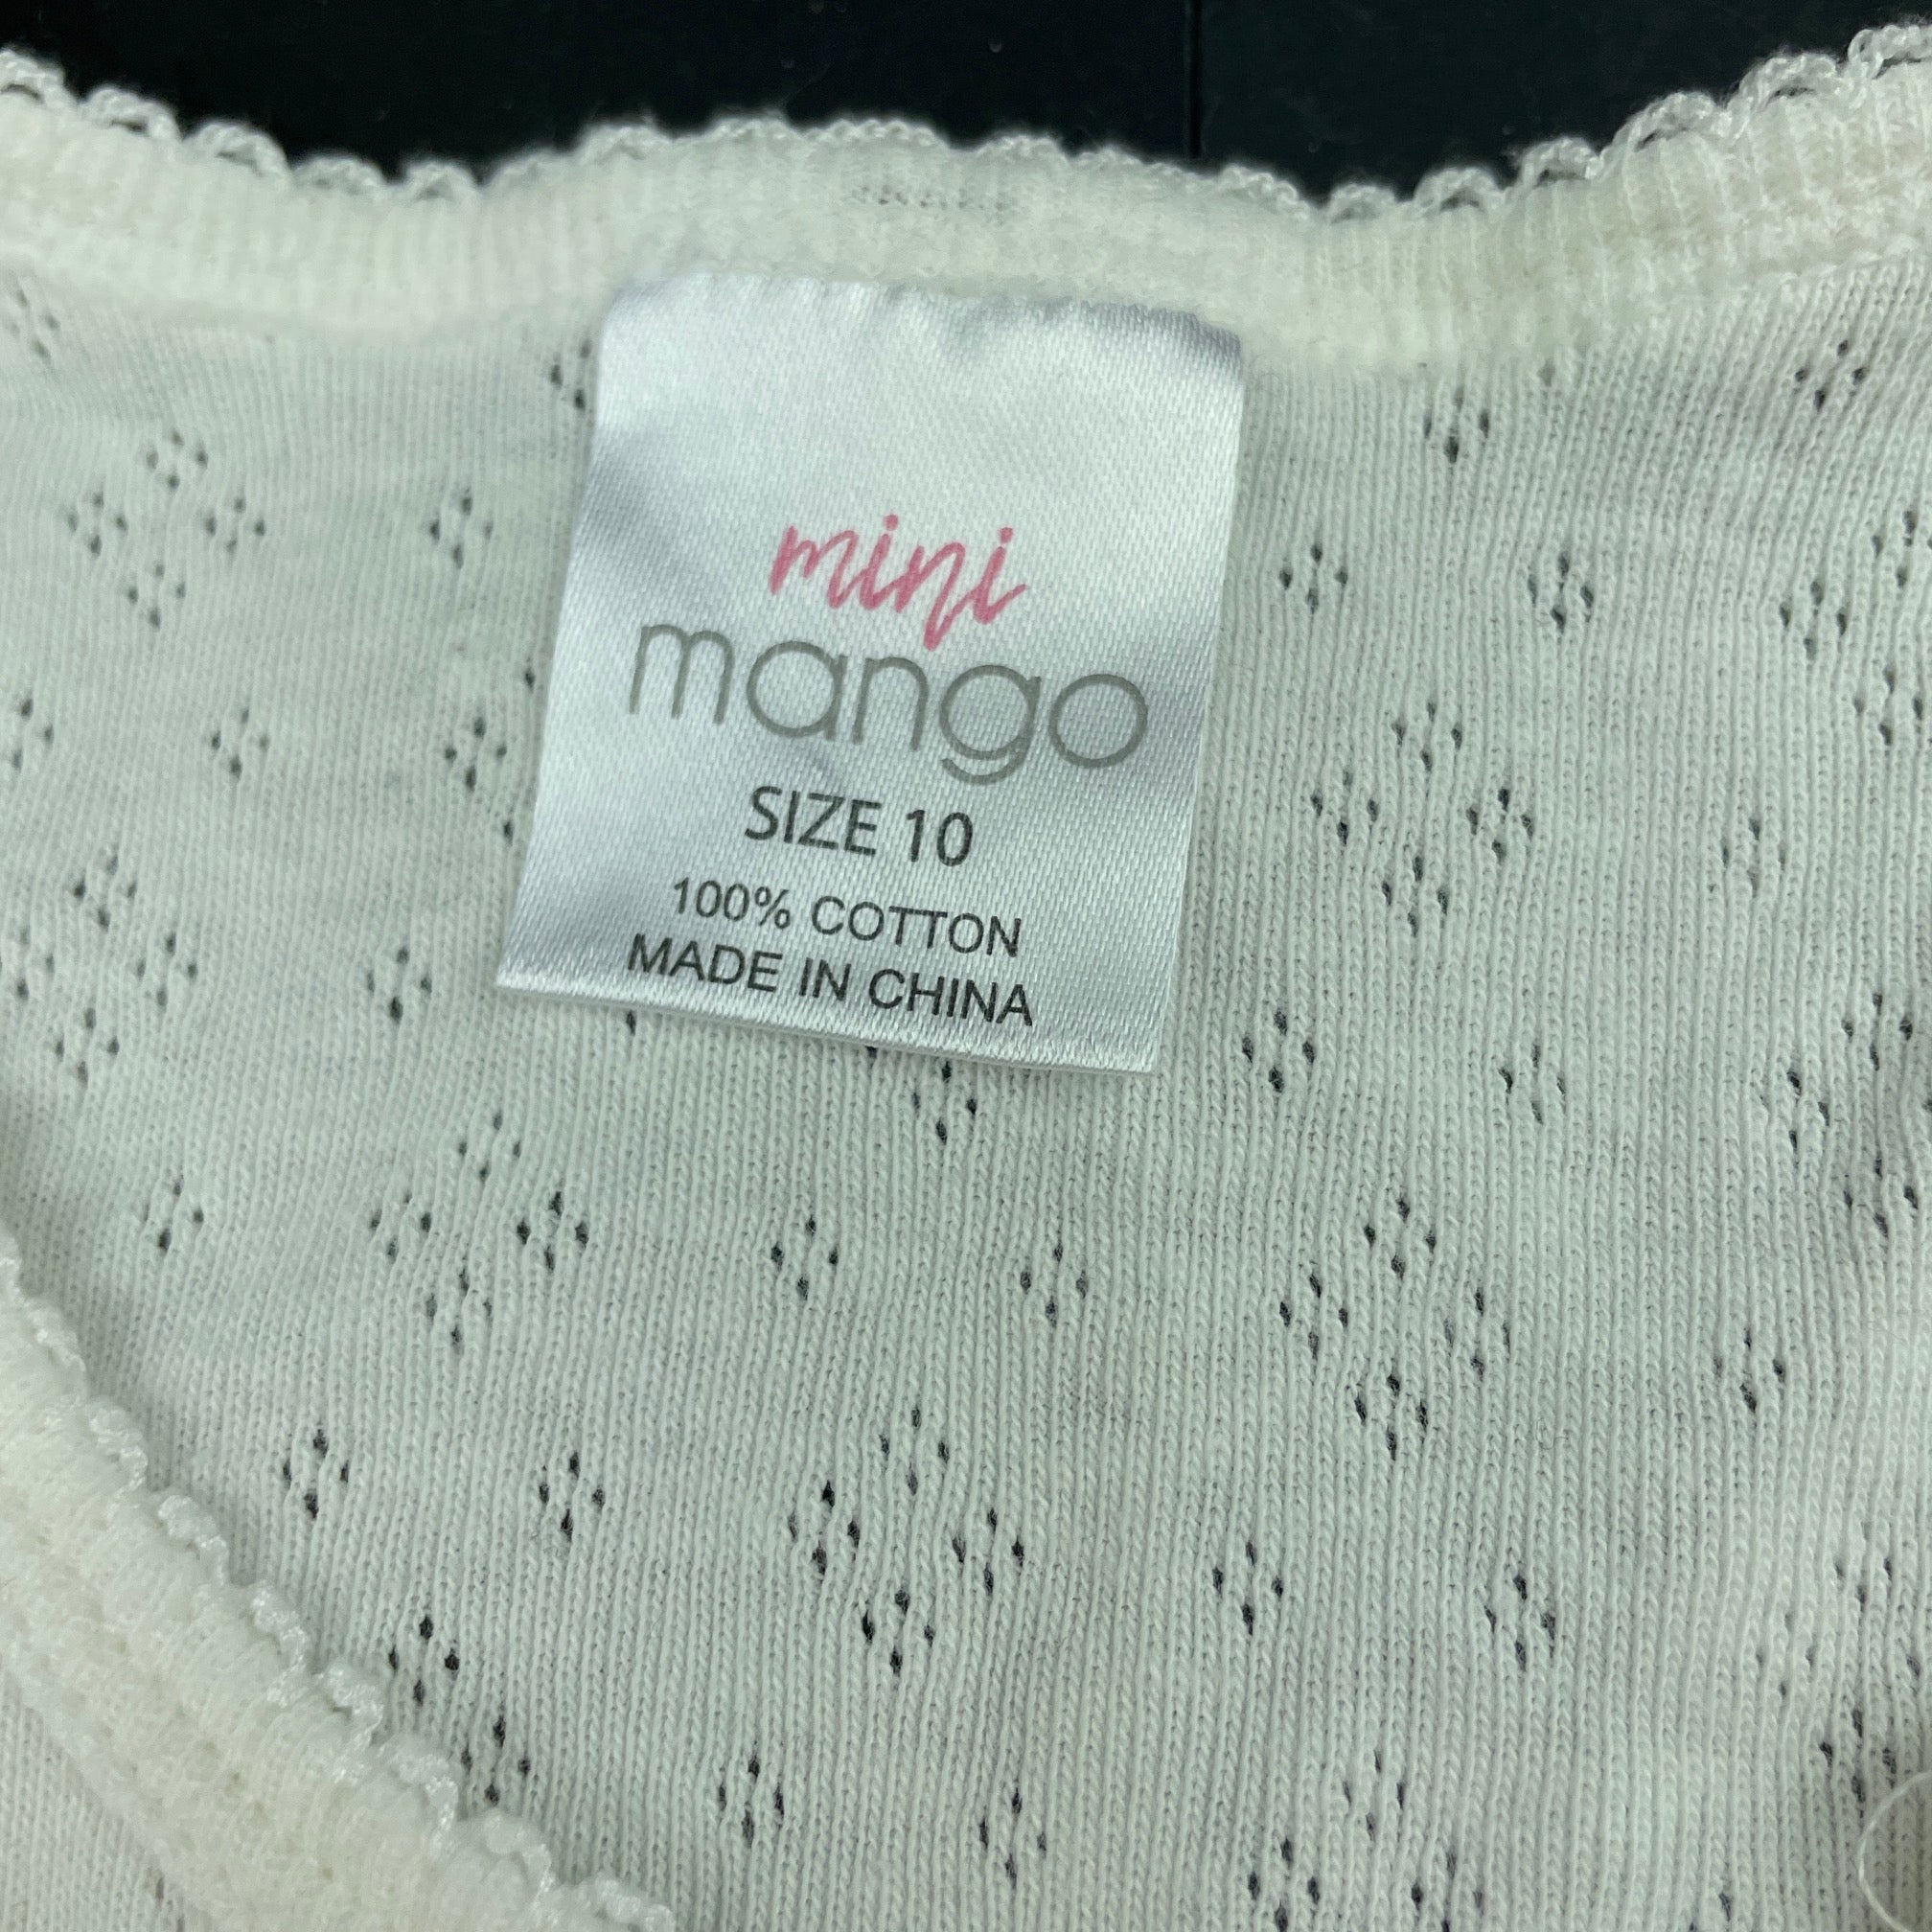 mini
mango
SIZE 10
100% COTTON
MADE IN CHINA